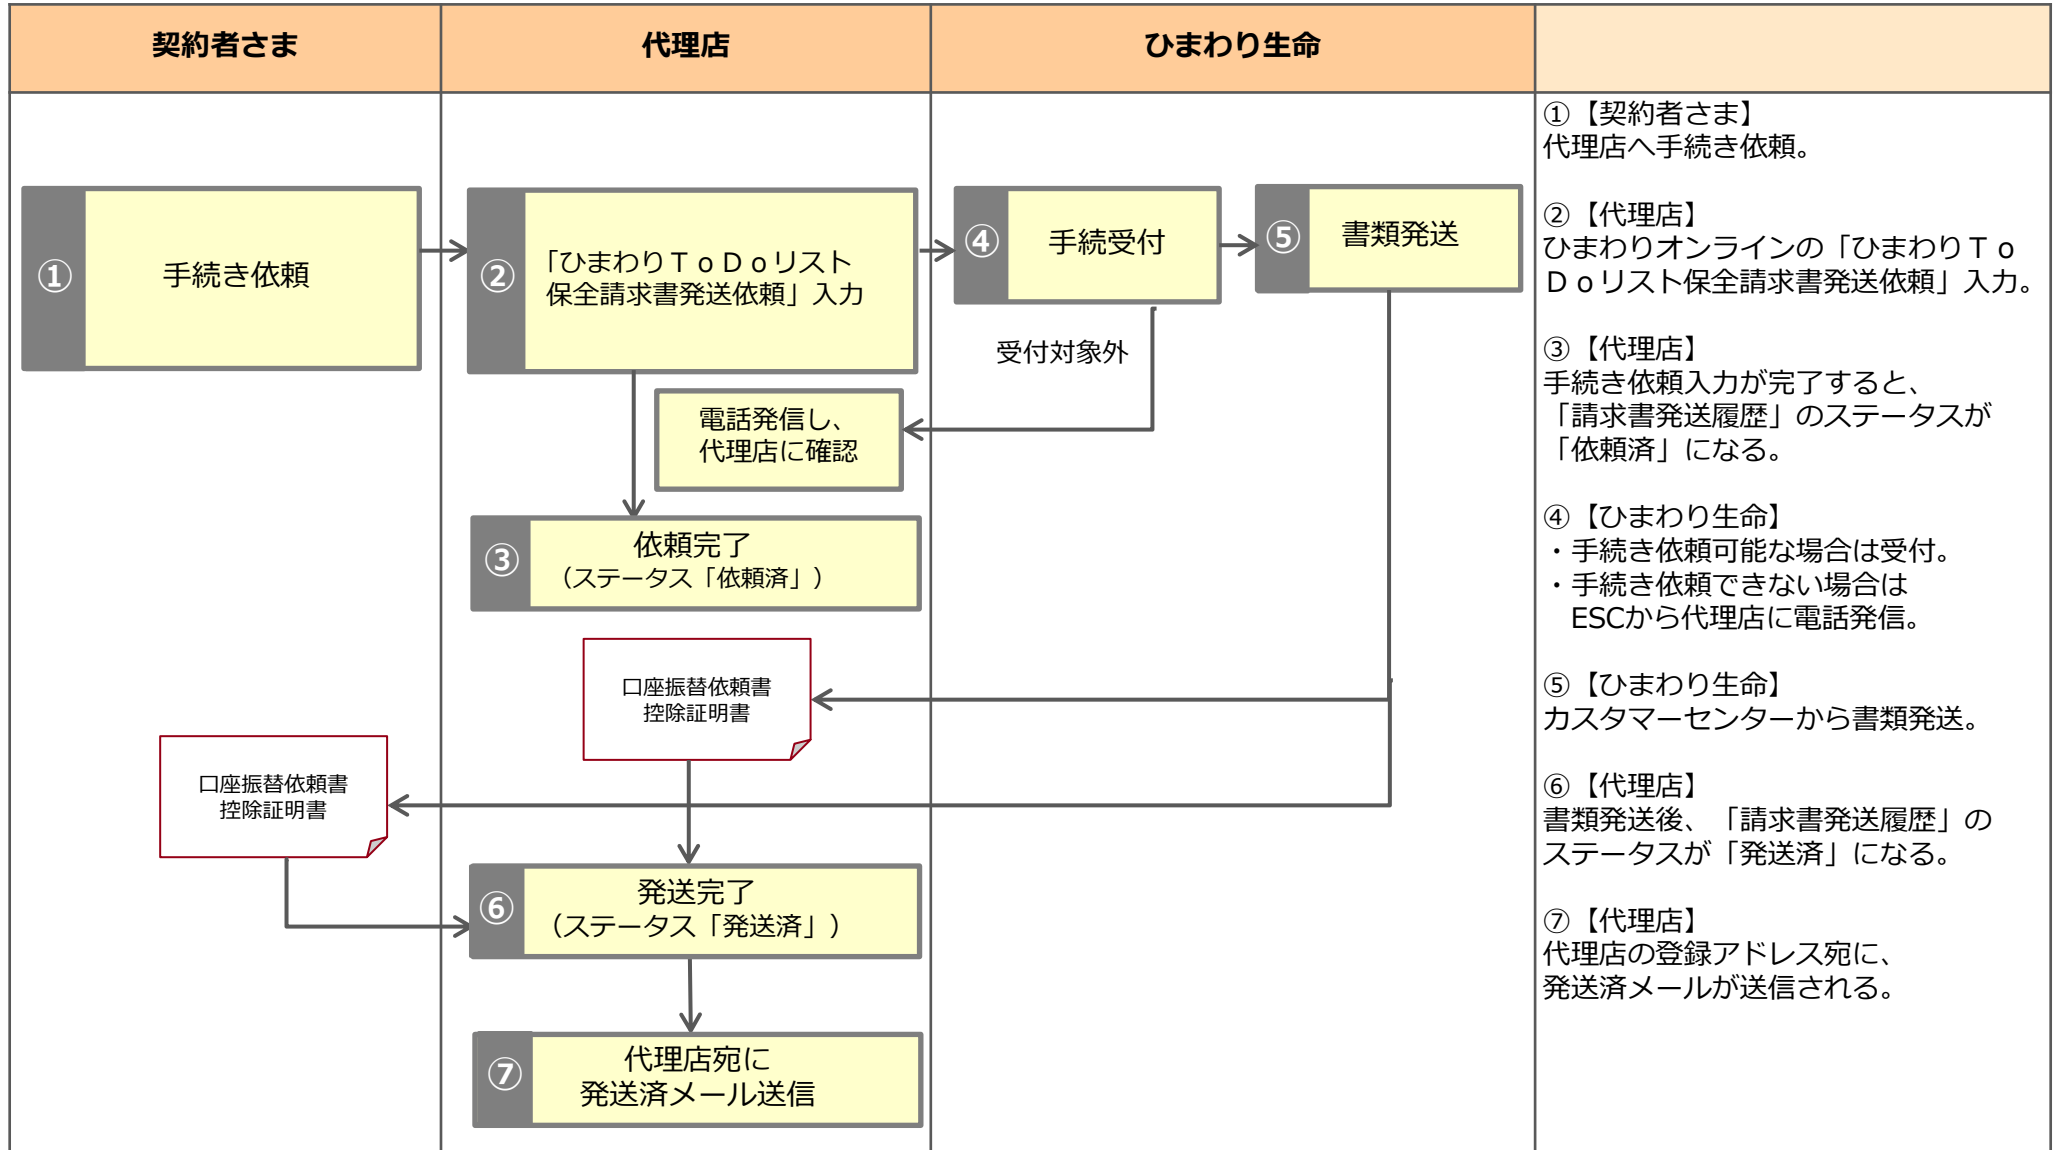 契約者さま
代理店
ひまわり生命
①
手続き依頼
②
「ひまわりＴｏＤｏリスト
保全請求書発送依頼」入力
④
手続受付
⑤
書類発送
受付対象外
電話発信し、
代理店に確認
③
依頼完了
（ステータス「依頼済」）
口座振替依頼書
控除証明書
口座振替依頼書
控除証明書
⑥
発送完了
（ステータス「発送済」）
⑦
代理店宛に
発送済メール送信
①【契約者さま】
代理店へ手続き依頼。
②【代理店】
ひまわりオンラインの「ひまわりＴｏ
Ｄｏリスト保全請求書発送依頼」入力。
③【代理店】
手続き依頼入力が完了すると、
「請求書発送履歴」のステータスが
「依頼済」になる。
④【ひまわり生命】
・手続き依頼可能な場合は受付。
・手続き依頼できない場合は
ESCから代理店に電話発信。
⑤【ひまわり生命】
カスタマーセンターから書類発送。
⑥【代理店】
書類発送後、「請求書発送履歴」の
ステータスが「発送済」になる。
⑦【代理店】
代理店の登録アドレス宛に、
発送済メールが送信される。